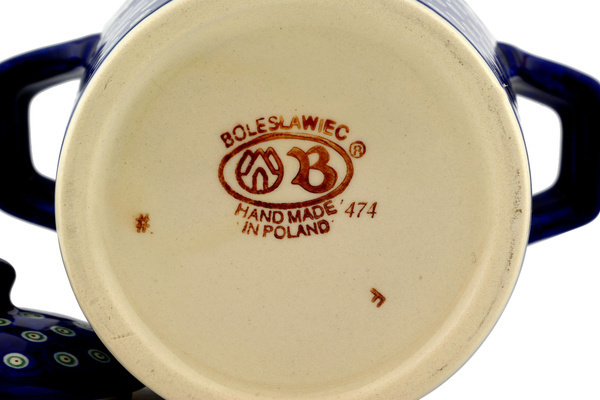 BOLESLAWIEC
B ®
HAND MADE 474
IN POLAND
#
F